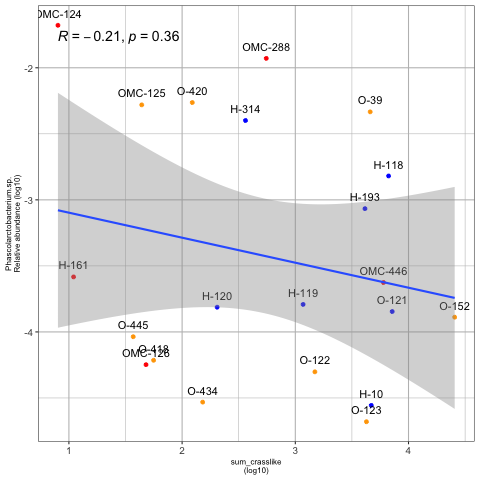 OMC-124
R = −0.21, p = 0.36
OMC-288
-2
OMC-125
O-420
O-39
H-314
H-118
-3
H-193
H-161
OMC-446
H-120
H-119
O-121
O-152
-4
O-445
O-418
OMC-126
O-122
O-434
H-10
O-123
1
2
3
4
sum_crasslike
(log10)
Phascolarctobacterium.sp.
Relative abundance (log10)